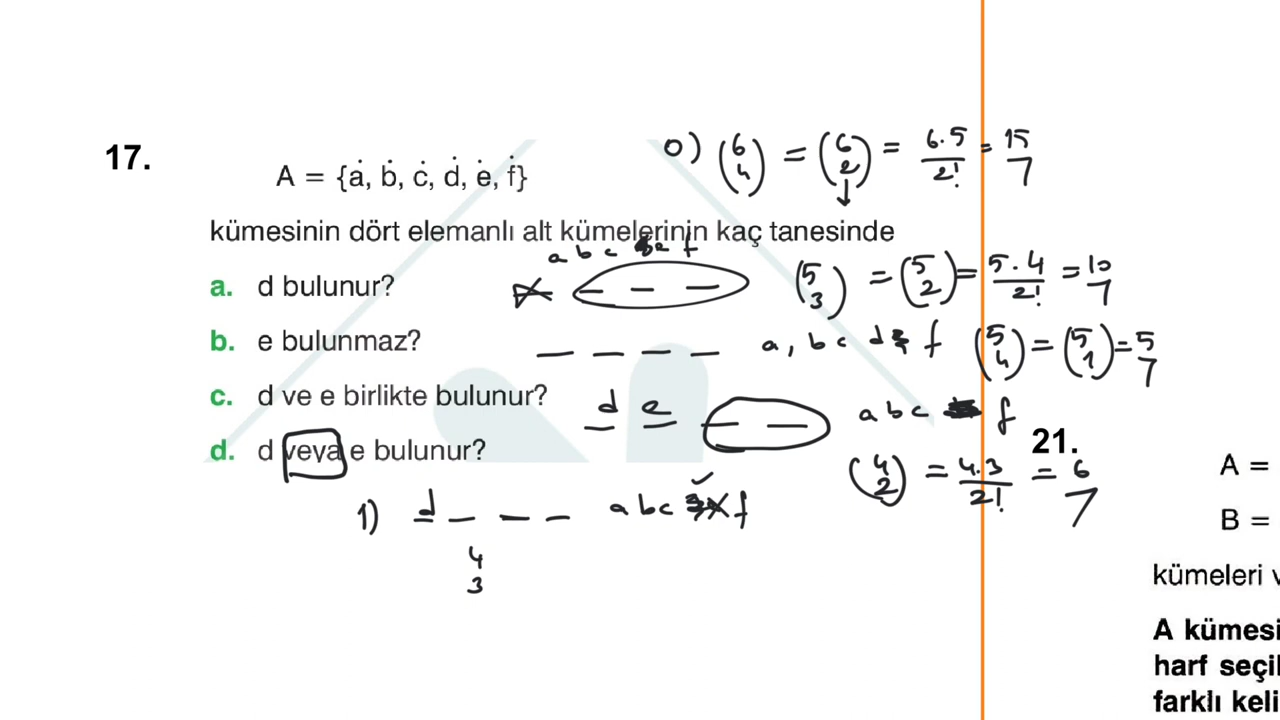 17.
A = {a, b, c, d, e, f}
0) (6 4) = (6 2) = 6.5 / 2! = 15
kümesinin dört elemanlı alt kümelerinin kaç tanesinde
a b c e f
a. d bulunur?
(5 3) = (5 2) = 5.4 / 2! = 10
b. e bulunmaz?
a, b c d f (5 4) = (5 1) = 5
c. d ve e birlikte bulunur?
d e
a b c f
d. d veya e bulunur?
(4 2) = 4.3 / 2! = 6
1) d
a b c f
4
3
21.
A =
B =
kümeleri v
A kümesi
harf seçil
farklı keli